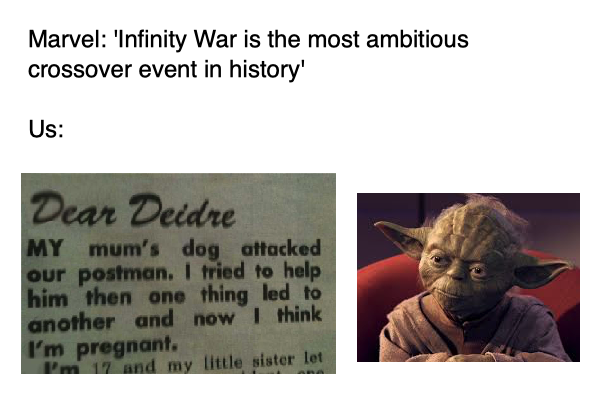 Marvel: 'Infinity War is the most ambitious
crossover event in history'
Us:
Dear Deidre
MY mum's dog attacked
our postman. I tried to help
him then one thing led to
another and now I think
I'm pregnant.
I'm 17 and my little sister let